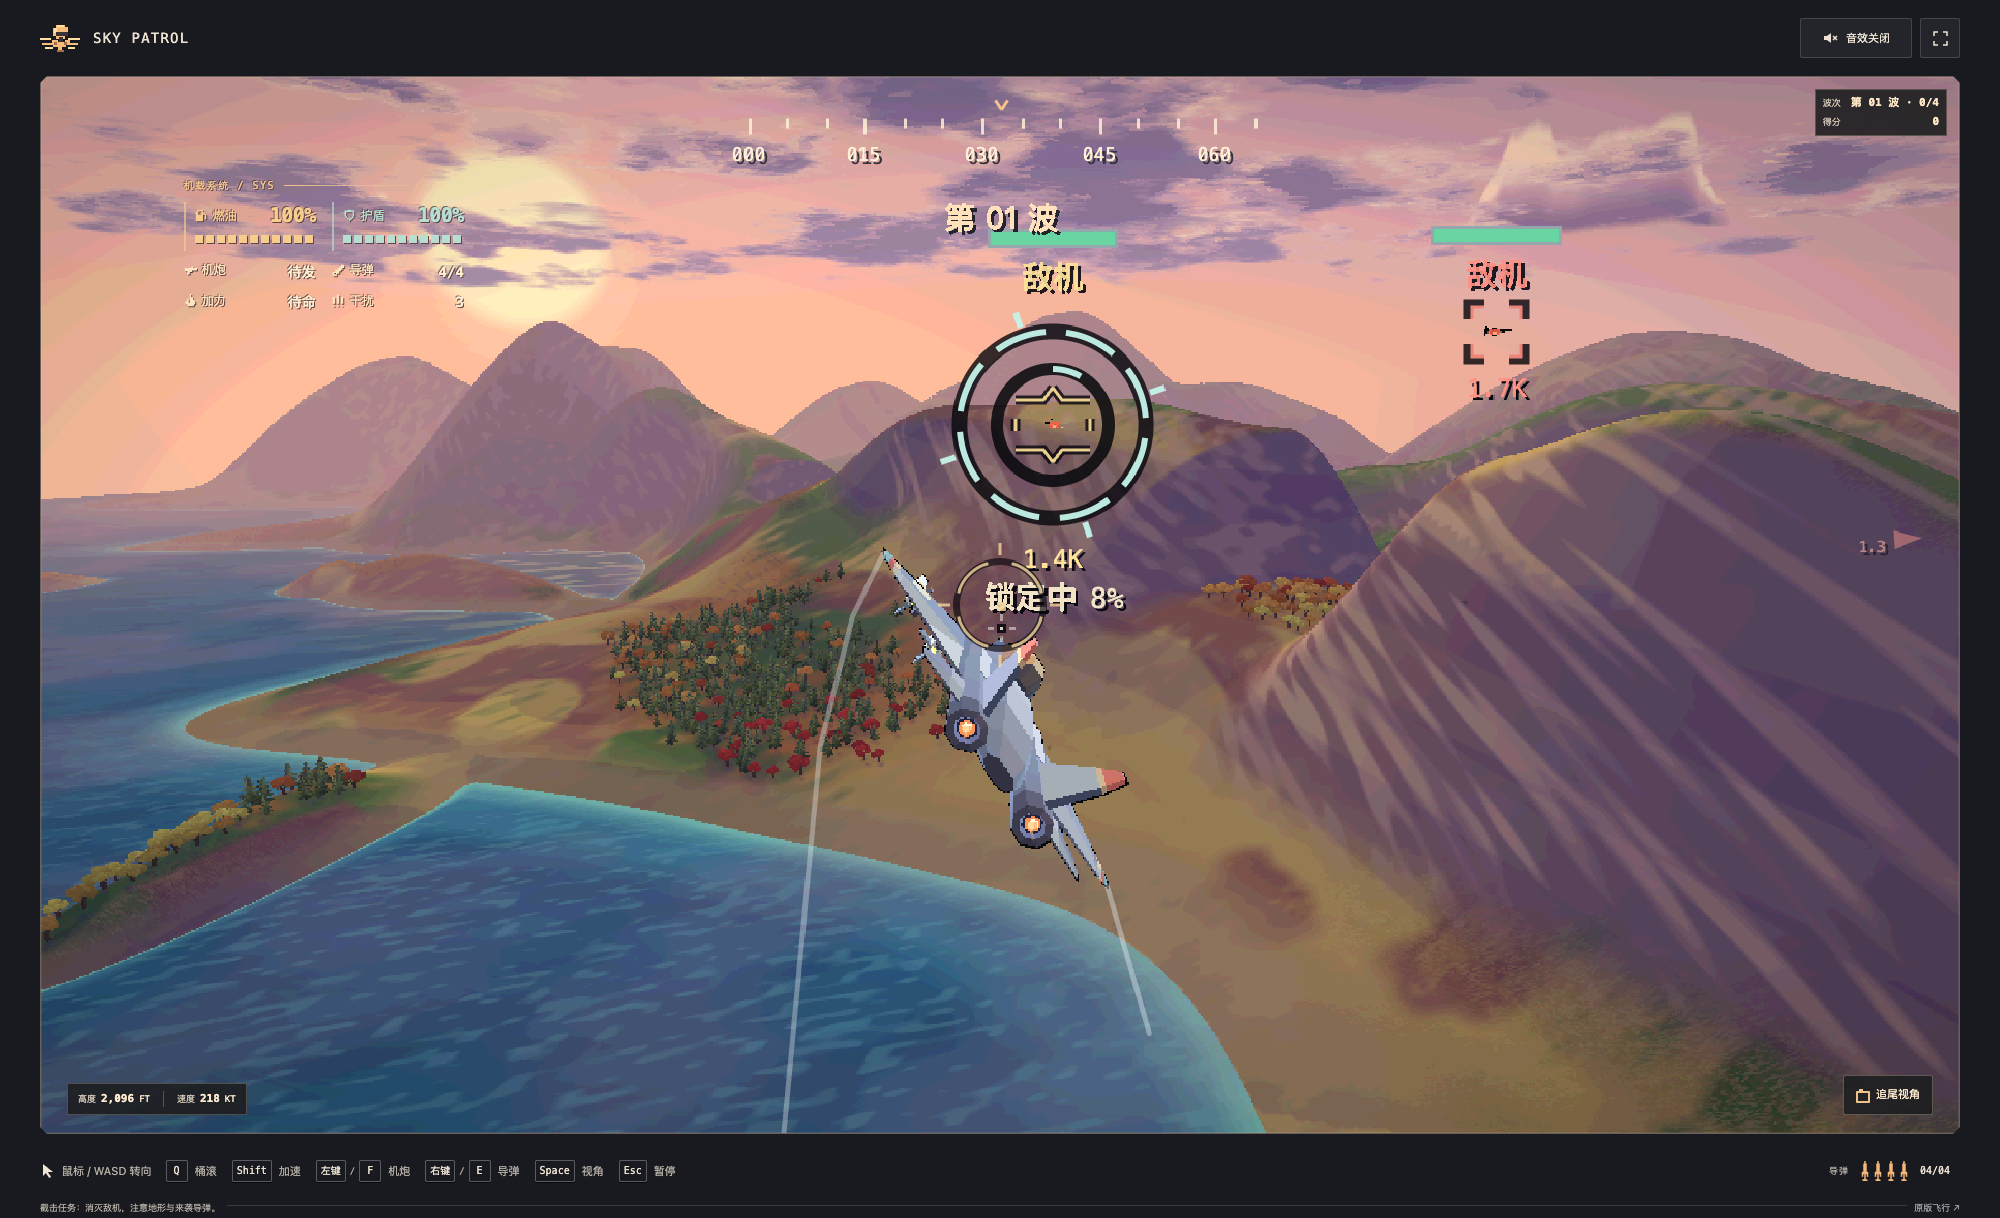 SKY PATROL
音效关闭
波次 第 01 波 · 0/4
得分 0
000 015 030 045 060
机载系统 / SYS
燃油 100% 护盾 100%
机炮 待发 导弹 4/4
加力 待命 干扰 3
第 01 波
敌机
敌机
1.7K
1.4K
锁定中 8%
1.3
高度 2,096 FT 速度 218 KT
追尾视角
鼠标 / WASD 转向 Q 桶滚 Shift 加速 左键 / F 机炮 右键 / E 导弹 Space 视角 Esc 暂停
导弹 04/04
截击任务：消灭敌机，注意地形与来袭导弹。
原版飞行 ↗